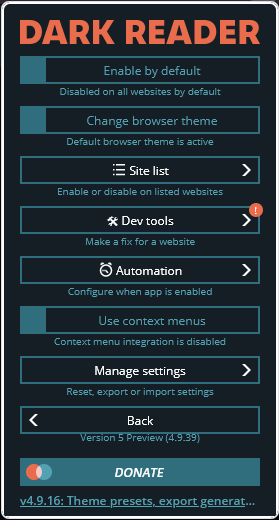 DARK READER
Enable by default
Disabled on all websites by default
Change browser theme
Default browser theme is active
Site list
Enable or disable on listed websites
Dev tools
!
Make a fix for a website
Automation
Configure when app is enabled
Use context menus
Context menu integration is disabled
Manage settings
Reset, export or import settings
Back
Version 5 Preview (4.9.39)
DONATE
v4.9.16: Theme presets, export generat...